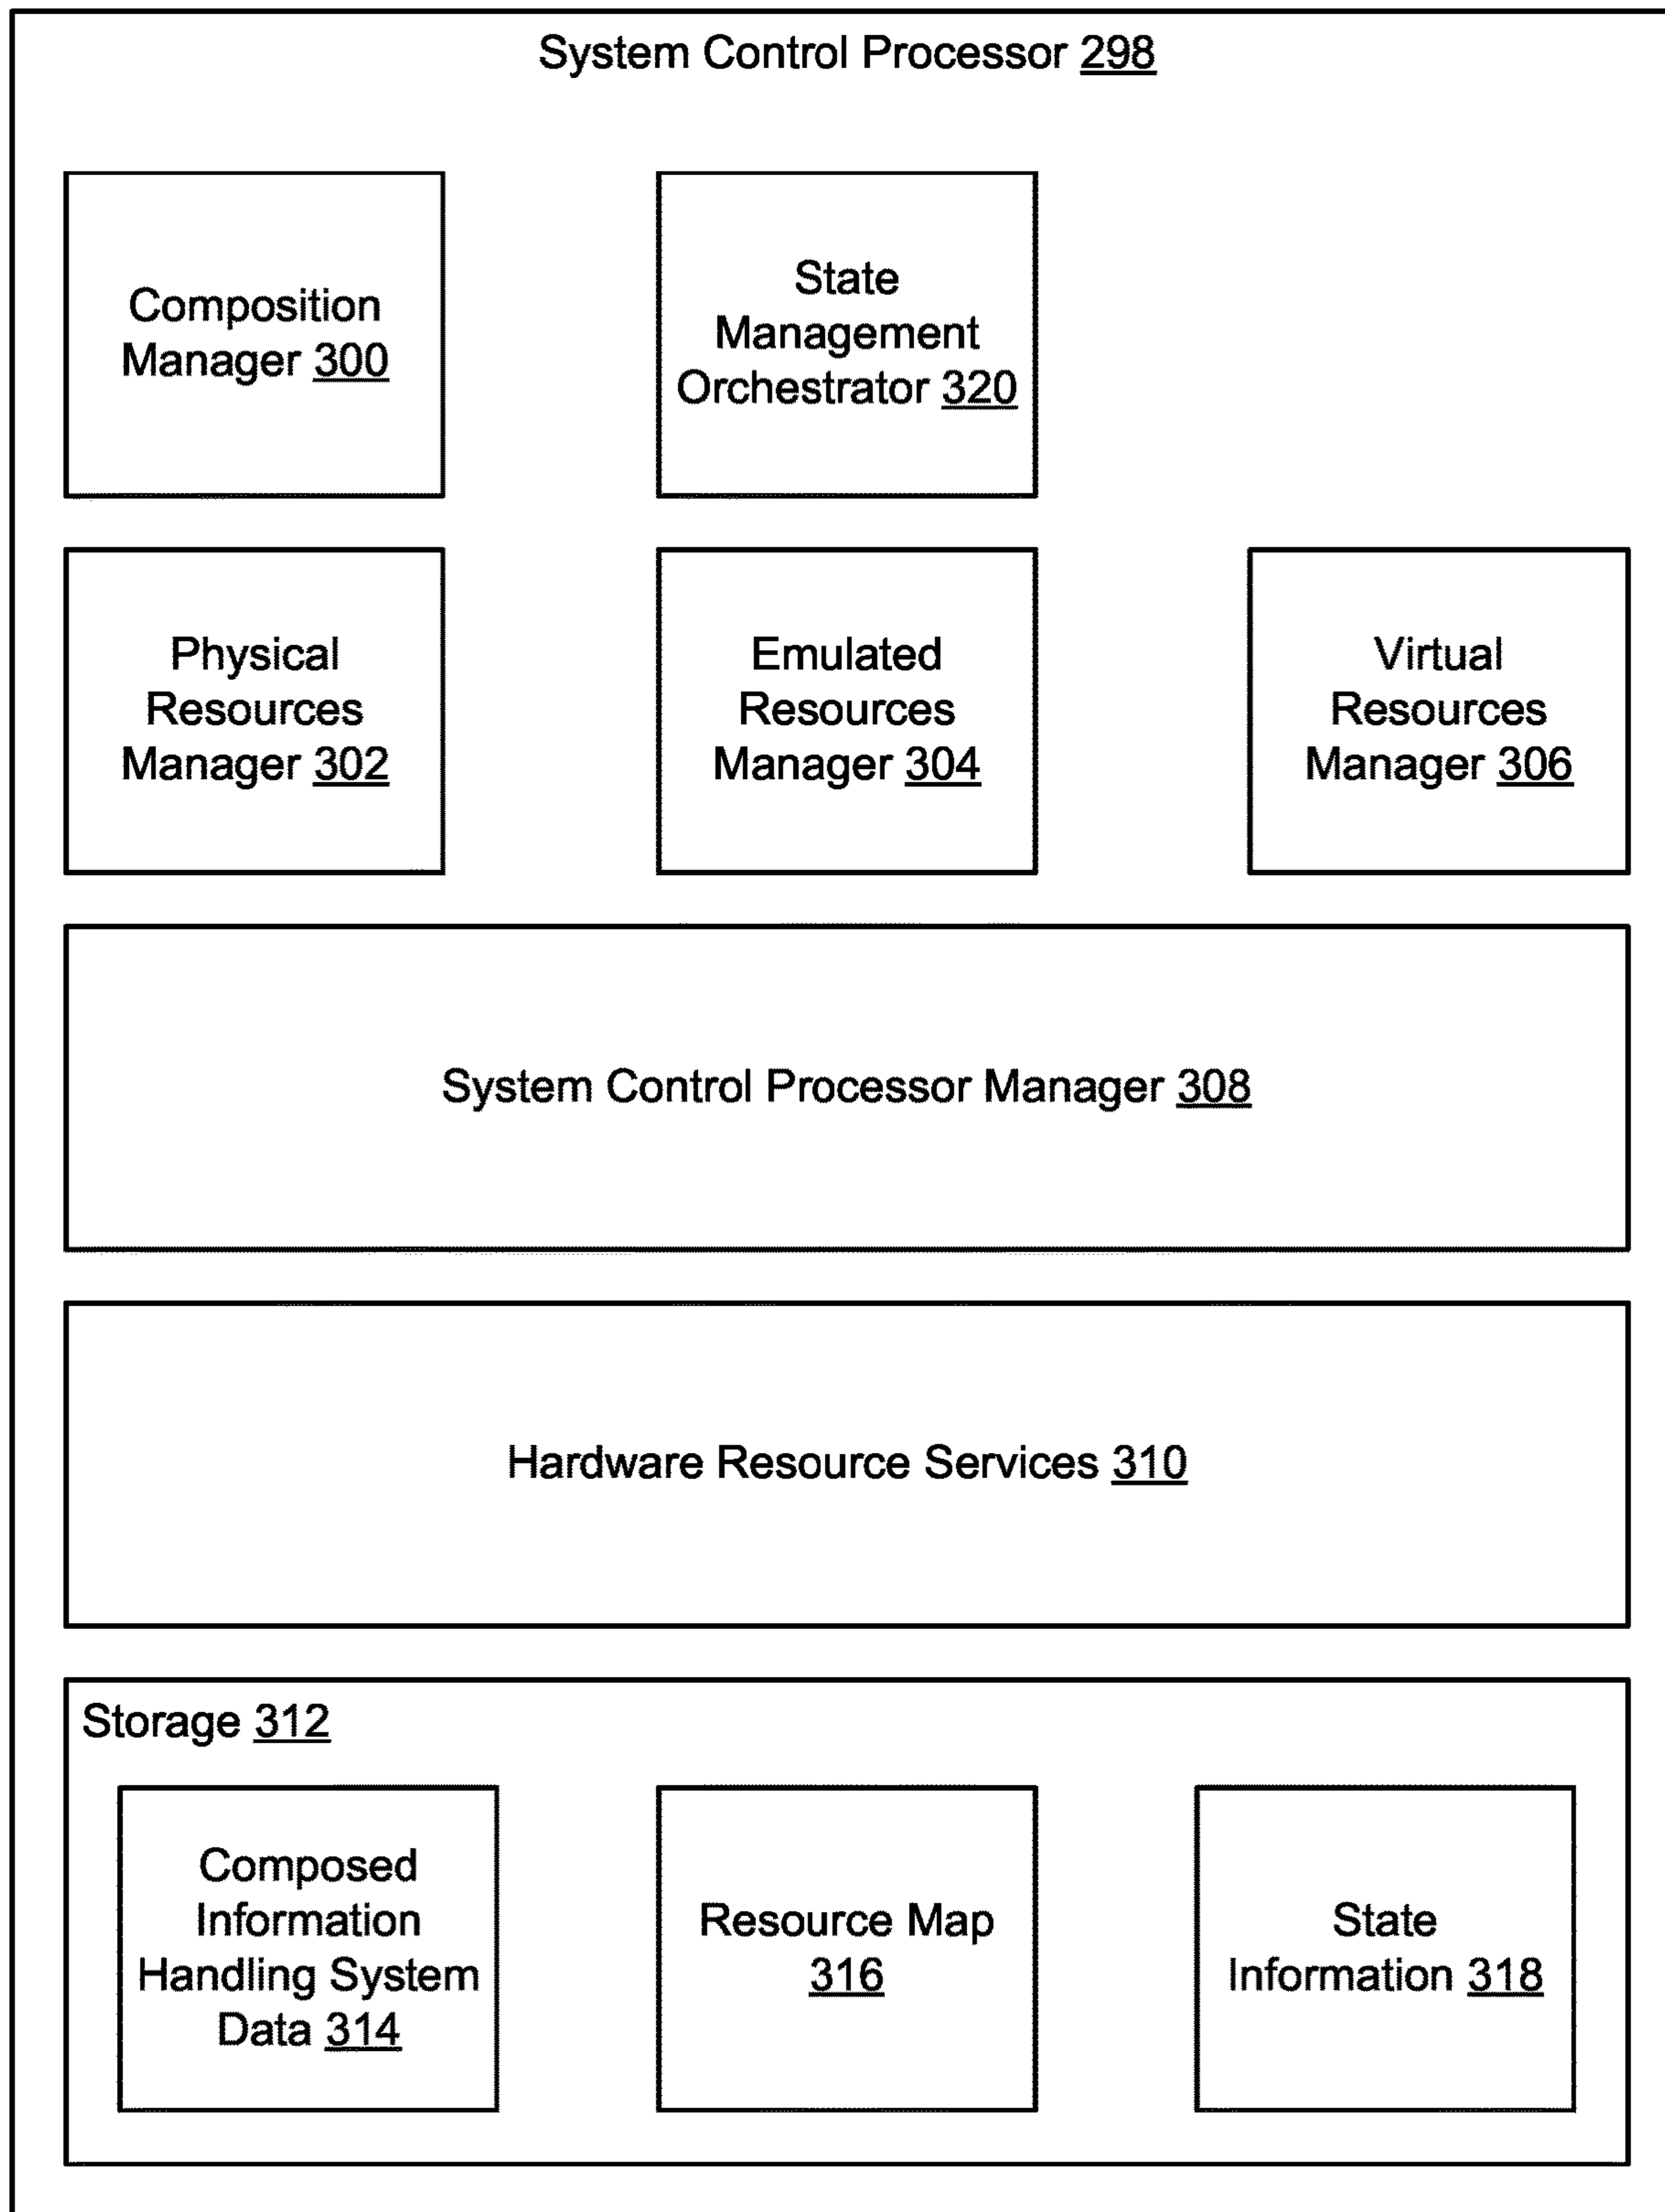 System Control Processor 298
Composition
Manager 300
State
Management
Orchestrator 320
Physical
Resources
Manager 302
Emulated
Resources
Manager 304
Virtual
Resources
Manager 306
System Control Processor Manager 308
Hardware Resource Services 310
Storage 312
Composed
Information
Handling System
Data 314
Resource Map
316
State
Information 318